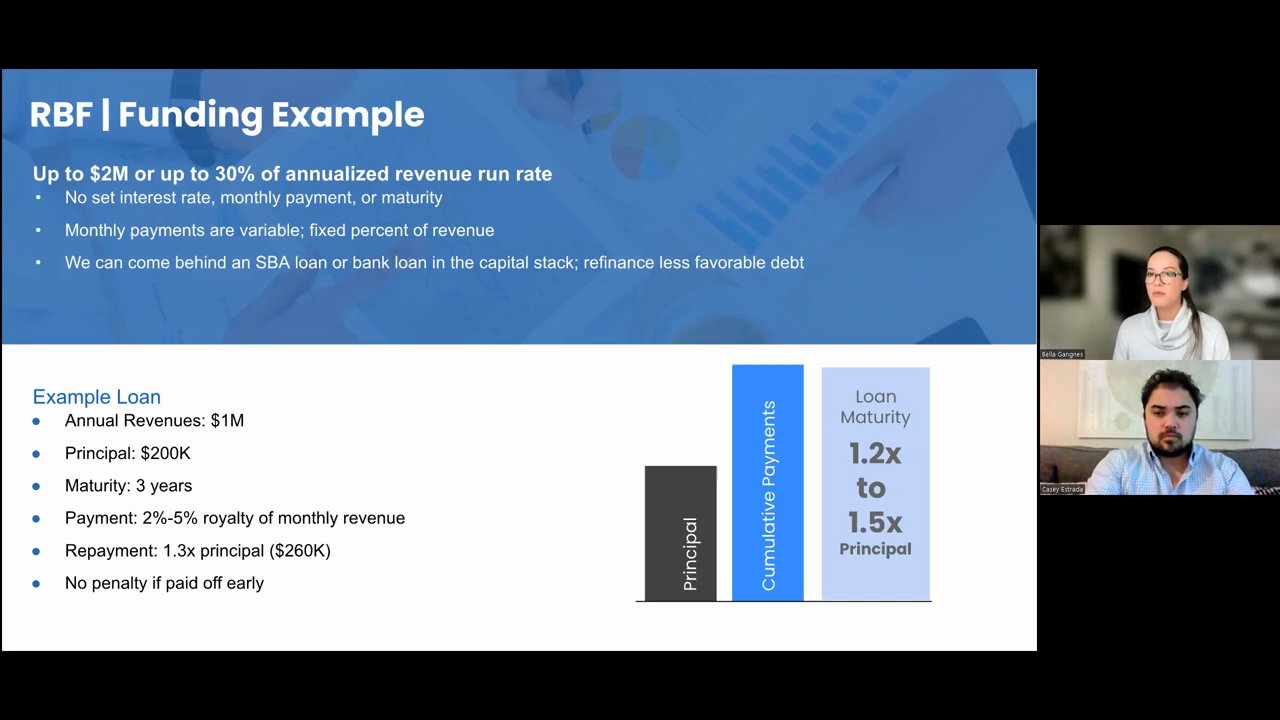 RBF | Funding Example
Up to $2M or up to 30% of annualized revenue run rate
• No set interest rate, monthly payment, or maturity
• Monthly payments are variable; fixed percent of revenue
• We can come behind an SBA loan or bank loan in the capital stack; refinance less favorable debt
Example Loan
• Annual Revenues: $1M
• Principal: $200K
• Maturity: 3 years
• Payment: 2%-5% royalty of monthly revenue
• Repayment: 1.3x principal ($260K)
• No penalty if paid off early
Principal
Cumulative Payments
Loan
Maturity
1.2x
to
1.5x
Principal
Bella Gangnes
Casey Estrada